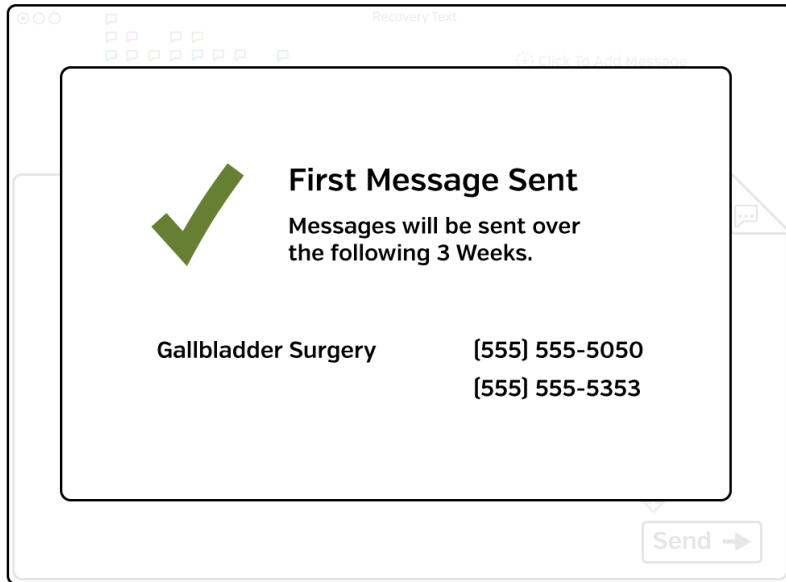 Recovery Text
Click To Add Message
First Message Sent
Messages will be sent over
the following 3 Weeks.
Gallbladder Surgery
(555) 555-5050
(555) 555-5353
Send